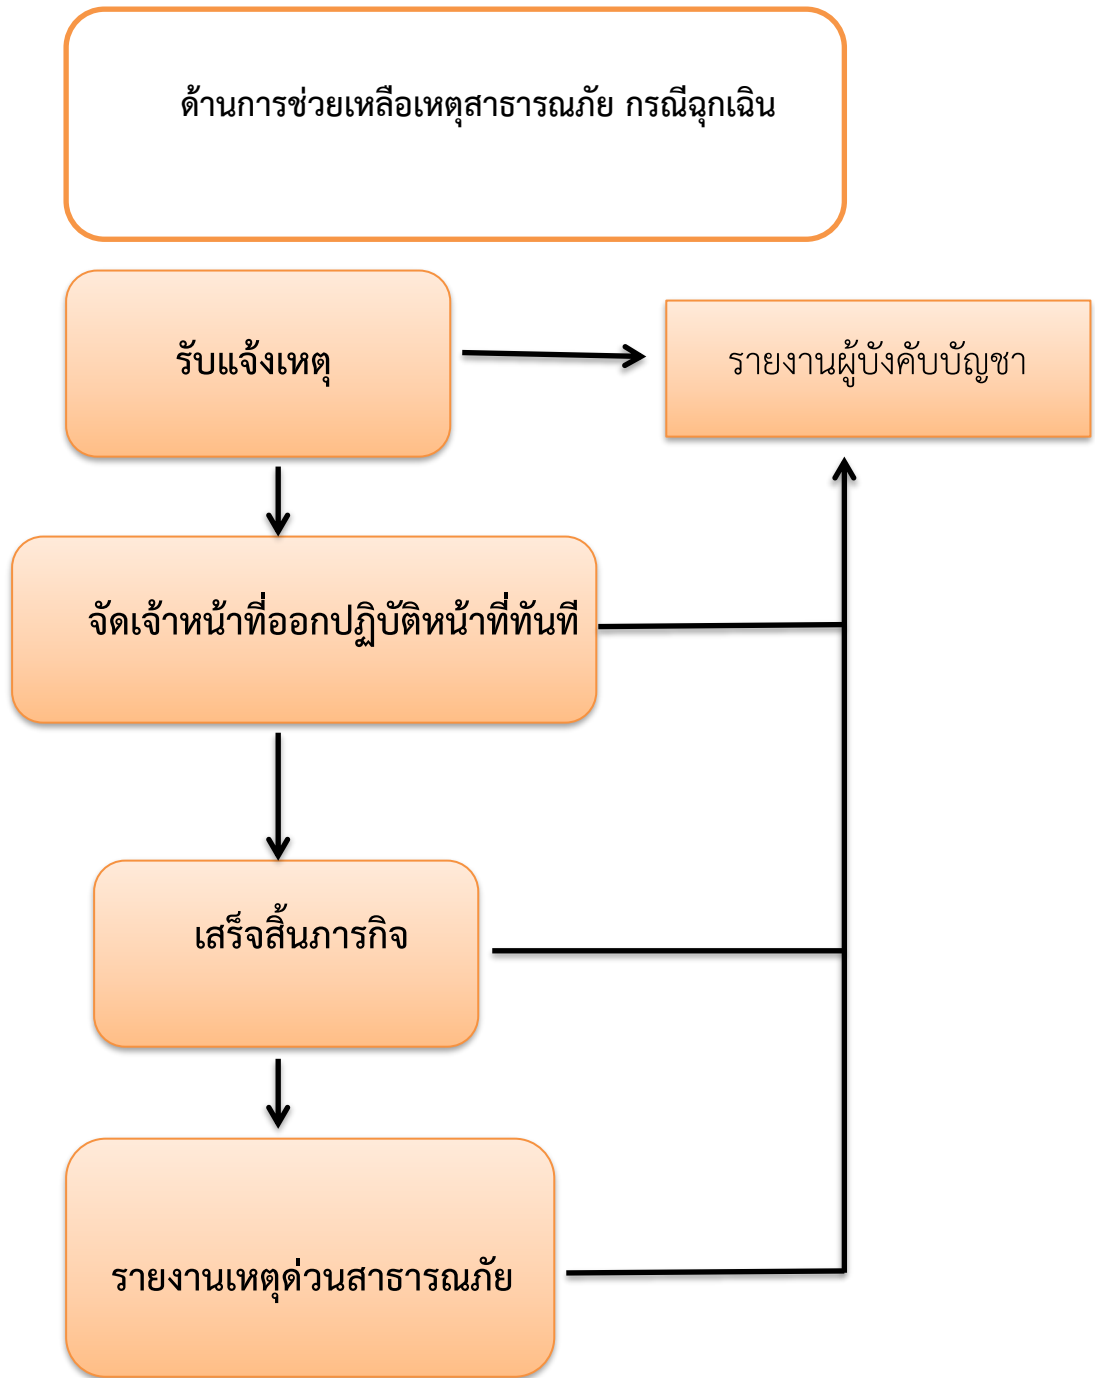 ด้านการช่วยเหลือเหตุสาธารณภัย กรณีฉุกเฉิน
รับแจ้งเหตุ
รายงานผู้บังคับบัญชา
จัดเจ้าหน้าที่ออกปฏิบัติหน้าที่ทันที
เสร็จสิ้นภารกิจ
รายงานเหตุด่วนสาธารณภัย